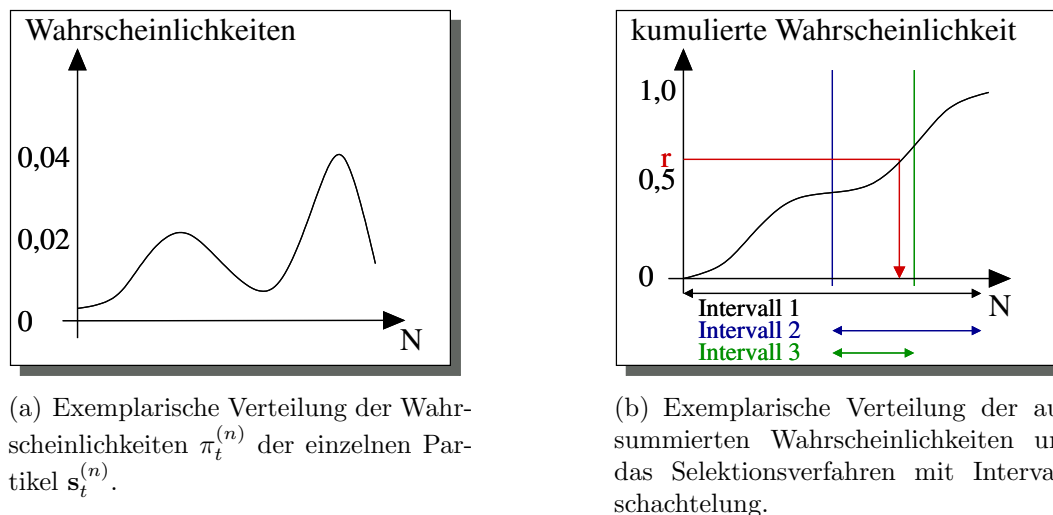 Wahrscheinlichkeiten
0,04
0,02
0
N
(a) Exemplarische Verteilung der Wahr-
scheinlichkeiten π_t^(n) der einzelnen Par-
tikel s_t^(n).
kumulierte Wahrscheinlichkeit
1,0
r
0,5
0
N
Intervall 1
Intervall 2
Intervall 3
(b) Exemplarische Verteilung der au
summierten Wahrscheinlichkeiten un
das Selektionsverfahren mit Interval
schachtelung.